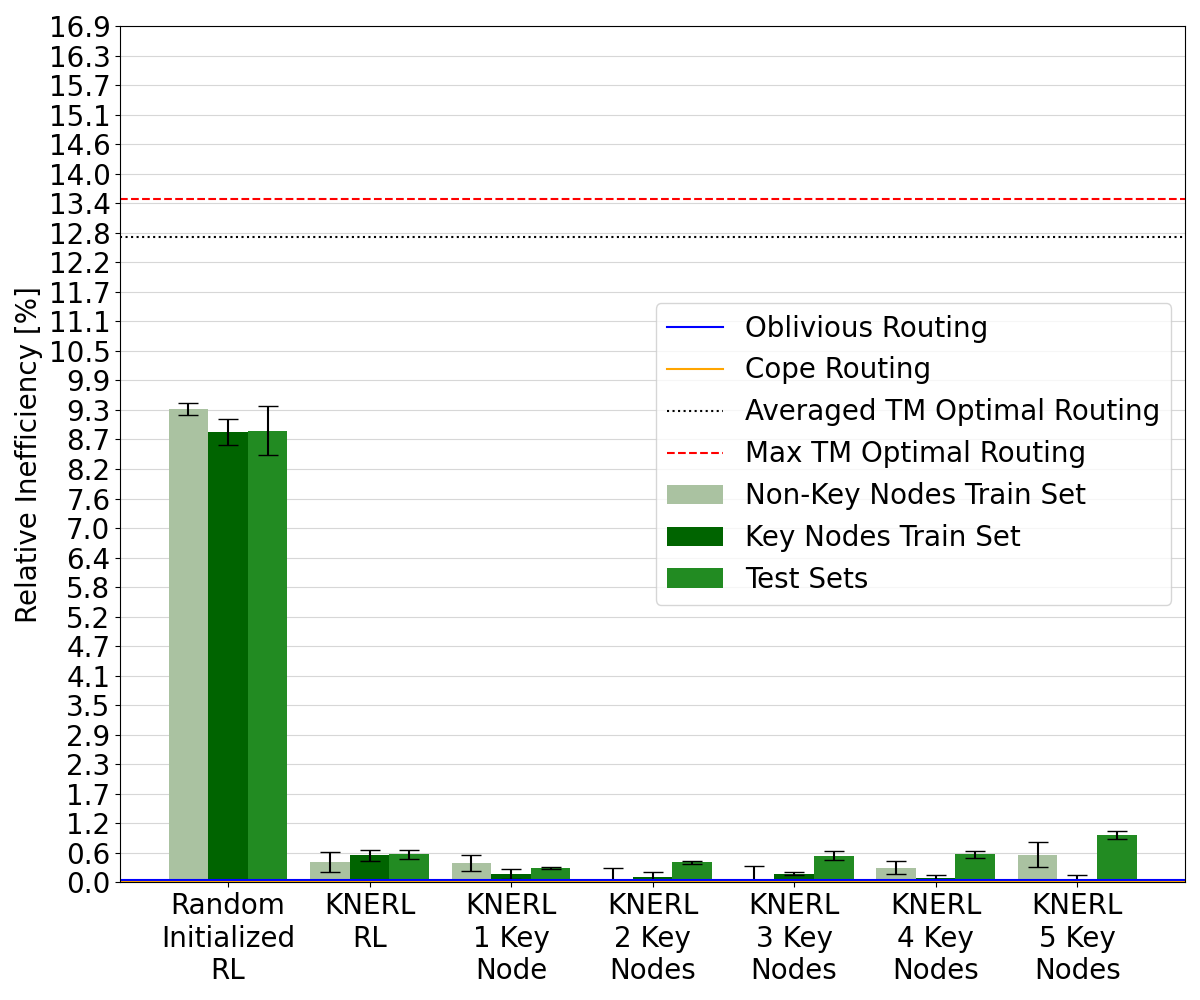 16.9
16.3
15.7
15.1
14.6
14.0
13.4
12.8
12.2
11.7
11.1
10.5
9.9
9.3
8.7
8.2
7.6
7.0
6.4
5.8
5.2
4.7
4.1
3.5
2.9
2.3
1.7
1.2
0.6
0.0
Relative Inefficiency [%]
Oblivious Routing
Cope Routing
Averaged TM Optimal Routing
Max TM Optimal Routing
Non-Key Nodes Train Set
Key Nodes Train Set
Test Sets
Random
Initialized
RL
KNERL
RL
KNERL
1 Key
Node
KNERL
2 Key
Nodes
KNERL
3 Key
Nodes
KNERL
4 Key
Nodes
KNERL
5 Key
Nodes